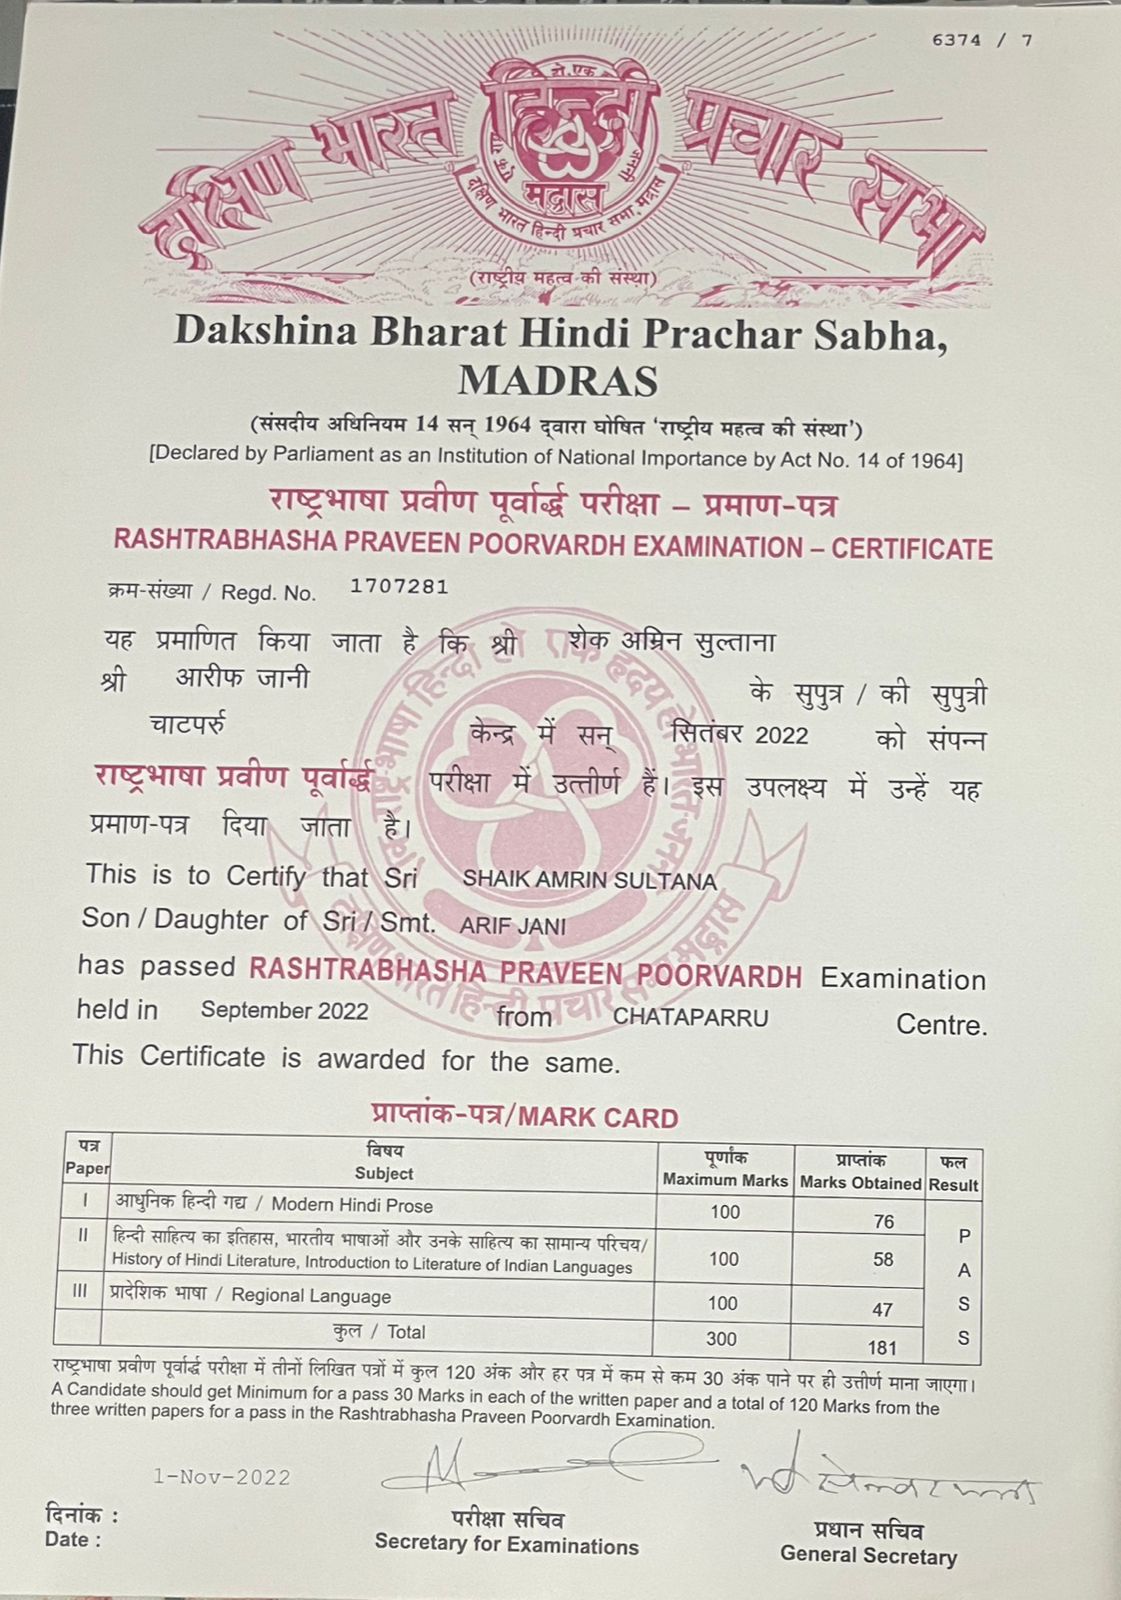 6374 / 7
दक्षिण भारत हिन्दी प्रचार सभा
मद्रास
दक्षिण भारत हिन्दी प्रचार सभा, मद्रास
(राष्ट्रीय महत्व की संस्था)
Dakshina Bharat Hindi Prachar Sabha,
MADRAS
(संसदीय अधिनियम 14 सन् 1964 द्वारा घोषित ‘राष्ट्रीय महत्व की संस्था’)
[Declared by Parliament as an Institution of National Importance by Act No. 14 of 1964]
राष्ट्रभाषा प्रवीण पूर्वार्द्ध परीक्षा – प्रमाण-पत्र
RASHTRABHASHA PRAVEEN POORVARDH EXAMINATION – CERTIFICATE
क्रम-संख्या / Regd. No. 1707281
यह प्रमाणित किया जाता है कि श्री शेक अम्रिन सुल्ताना
श्री आरीफ जानी के सुपुत्र / की सुपुत्री
चाटपर्रु केन्द्र में सन् सितंबर 2022 को संपन्न
राष्ट्रभाषा प्रवीण पूर्वार्द्ध परीक्षा में उत्तीर्ण हैं। इस उपलक्ष्य में उन्हें यह
प्रमाण-पत्र दिया जाता है।
This is to Certify that Sri SHAIK AMRIN SULTANA
Son / Daughter of Sri / Smt. ARIF JANI
has passed RASHTRABHASHA PRAVEEN POORVARDH Examination
held in September 2022 from CHATAPARRU Centre.
This Certificate is awarded for the same.
प्राप्तांक-पत्र/MARK CARD
पत्र विषय पूर्णांक प्राप्तांक फल
Paper Subject Maximum Marks Marks Obtained Result
I आधुनिक हिन्दी गद्य / Modern Hindi Prose 100 76
II हिन्दी साहित्य का इतिहास, भारतीय भाषाओं और उनके साहित्य का सामान्य परिचय/
History of Hindi Literature, Introduction to Literature of Indian Languages 100 58
III प्रादेशिक भाषा / Regional Language 100 47
कुल / Total 300 181
P
A
S
S
राष्ट्रभाषा प्रवीण पूर्वार्द्ध परीक्षा में तीनों लिखित पत्रों में कुल 120 अंक और हर पत्र में कम से कम 30 अंक पाने पर ही उत्तीर्ण माना जाएगा।
A Candidate should get Minimum for a pass 30 Marks in each of the written paper and a total of 120 Marks from the
three written papers for a pass in the Rashtrabhasha Praveen Poorvardh Examination.
1-Nov-2022
दिनांक :
Date :
परीक्षा सचिव
Secretary for Examinations
प्रधान सचिव
General Secretary